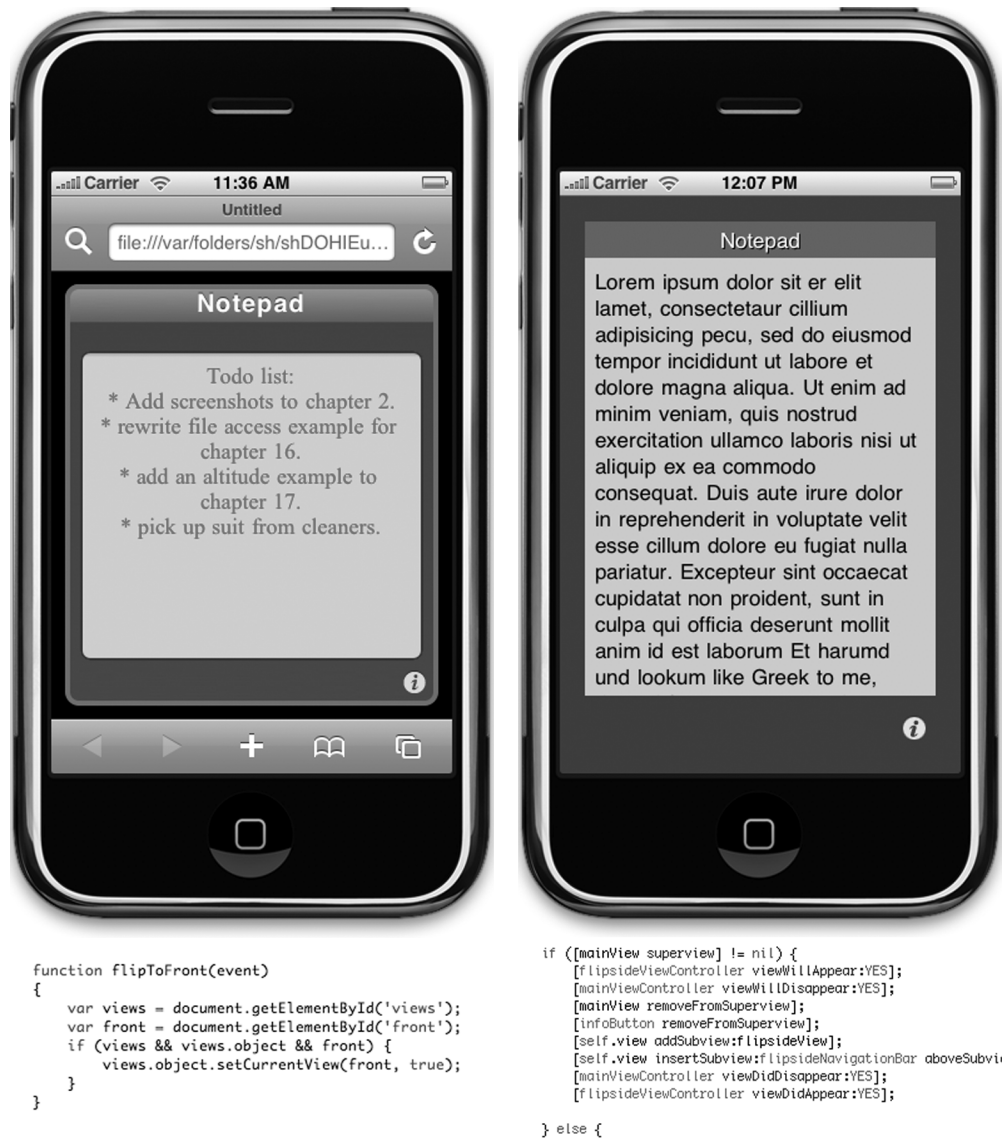 Carrier 11:36 AM
Untitled
file:///var/folders/sh/shDOHIEu...
Notepad
Todo list:
* Add screenshots to chapter 2.
* rewrite file access example for
chapter 16.
* add an altitude example to
chapter 17.
* pick up suit from cleaners.
i
function flipToFront(event)
{
    var views = document.getElementById('views');
    var front = document.getElementById('front');
    if (views && views.object && front) {
        views.object.setCurrentView(front, true);
    }
}
Carrier 12:07 PM
Notepad
Lorem ipsum dolor sit er elit
lamet, consectetaur cillium
adipisicing pecu, sed do eiusmod
tempor incididunt ut labore et
dolore magna aliqua. Ut enim ad
minim veniam, quis nostrud
exercitation ullamco laboris nisi ut
aliquip ex ea commodo
consequat. Duis aute irure dolor
in reprehenderit in voluptate velit
esse cillum dolore eu fugiat nulla
pariatur. Excepteur sint occaecat
cupidatat non proident, sunt in
culpa qui officia deserunt mollit
anim id est laborum Et harumd
und lookum like Greek to me,
i
if ([mainView superview] != nil) {
    [flipsideViewController viewWillAppear:YES];
    [mainViewController viewWillDisappear:YES];
    [mainView removeFromSuperview];
    [infoButton removeFromSuperview];
    [self.view addSubview:flipsideView];
    [self.view insertSubview:flipsideNavigationBar aboveSubvi
    [mainViewController viewDidDisappear:YES];
    [flipsideViewController viewDidAppear:YES];
} else {